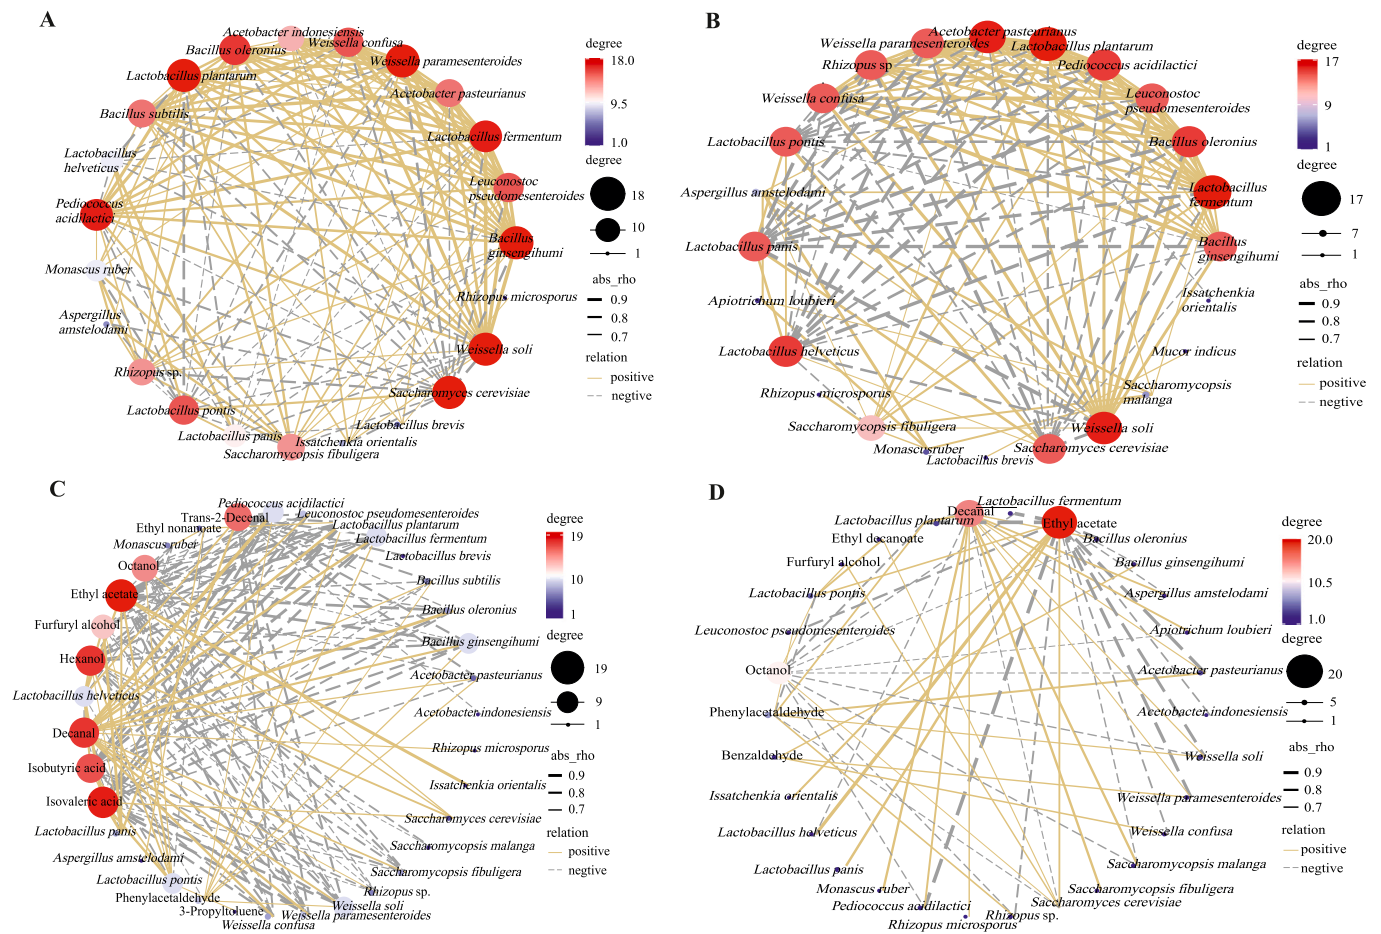 A
Acetobacter indonesiensis
Weissella confusa
Bacillus oleronius
Weissella paramesenteroides
Lactobacillus plantarum
Acetobacter pasteurianus
Bacillus subtilis
Lactobacillus fermentum
Lactobacillus
helveticus
Leuconostoc
pseudomesenteroides
Pediococcus
acidilactici
Bacillus
ginsengihumi
Monascus ruber
Rhizopus microsporus
Aspergillus
amstelodami
Weissella soli
Rhizopus sp.
Saccharomyces cerevisiae
Lactobacillus pontis
Lactobacillus brevis
Lactobacillus panis
Issatchenkia orientalis
Saccharomycopsis fibuligera
degree
18.0
9.5
1.0
degree
18
10
1
abs_rho
0.9
0.8
0.7
relation
positive
negtive
B
Acetobacter pasteurianus
Weissella paramesenteroides
Lactobacillus plantarum
Rhizopus sp
Pediococcus acidilactici
Weissella confusa
Leuconostoc
pseudomesenteroides
Lactobacillus pontis
Bacillus oleronius
Aspergillus amstelodami
Lactobacillus
fermentum
Lactobacillus panis
Bacillus
ginsengihumi
Apiotrichum loubieri
Issatchenkia
orientalis
Lactobacillus helveticus
Mucor indicus
Rhizopus microsporus
Saccharomycopsis
malanga
Saccharomycopsis fibuligera
Weissella soli
Monascusruber
Saccharomyces cerevisiae
Lactobacillus brevis
degree
17
9
1
degree
17
7
1
abs_rho
0.9
0.8
0.7
relation
positive
negtive
C
Pediococcus acidilactici
Trans-2-Decenal
Leuconostoc pseudomesenteroides
Ethyl nonanoate
Lactobacillus plantarum
Monascus ruber
Lactobacillus fermentum
Octanol
Lactobacillus brevis
Ethyl acetate
Bacillus subtilis
Furfuryl alcohol
Bacillus oleronius
Hexanol
Bacillus ginsengihumi
Lactobacillus helveticus
Acetobacter pasteurianus
Decanal
Acetobacter indonesiensis
Isobutyric acid
Rhizopus microsporus
Isovaleric acid
Issatchenkia orientalis
Lactobacillus panis
Saccharomyces cerevisiae
Aspergillus amstelodami
Saccharomycopsis malanga
Lactobacillus pontis
Saccharomycopsis fibuligera
Phenylacetaldehyde
Rhizopus sp.
3-Propyltoluene
Weissella soli
Weissella confusa
Weissella paramesenteroides
degree
19
10
1
degree
19
9
1
abs_rho
0.9
0.8
0.7
relation
positive
negtive
D
Lactobacillus fermentum
Decanal
Lactobacillus plantarum
Ethyl acetate
Ethyl decanoate
Bacillus oleronius
Furfuryl alcohol
Bacillus ginsengihumi
Lactobacillus pontis
Aspergillus amstelodami
Leuconostoc pseudomesenteroides
Apiotrichum loubieri
Octanol
Acetobacter pasteurianus
Phenylacetaldehyde
Acetobacter indonesiensis
Benzaldehyde
Weissella soli
Issatchenkia orientalis
Weissella paramesenteroides
Lactobacillus helveticus
Weissella confusa
Lactobacillus panis
Saccharomycopsis malanga
Monascus ruber
Saccharomycopsis fibuligera
Pediococcus acidilactici
Saccharomyces cerevisiae
Rhizopus microsporus
Rhizopus sp.
degree
20.0
10.5
1.0
degree
20
5
1
abs_rho
0.9
0.8
0.7
relation
positive
negtive